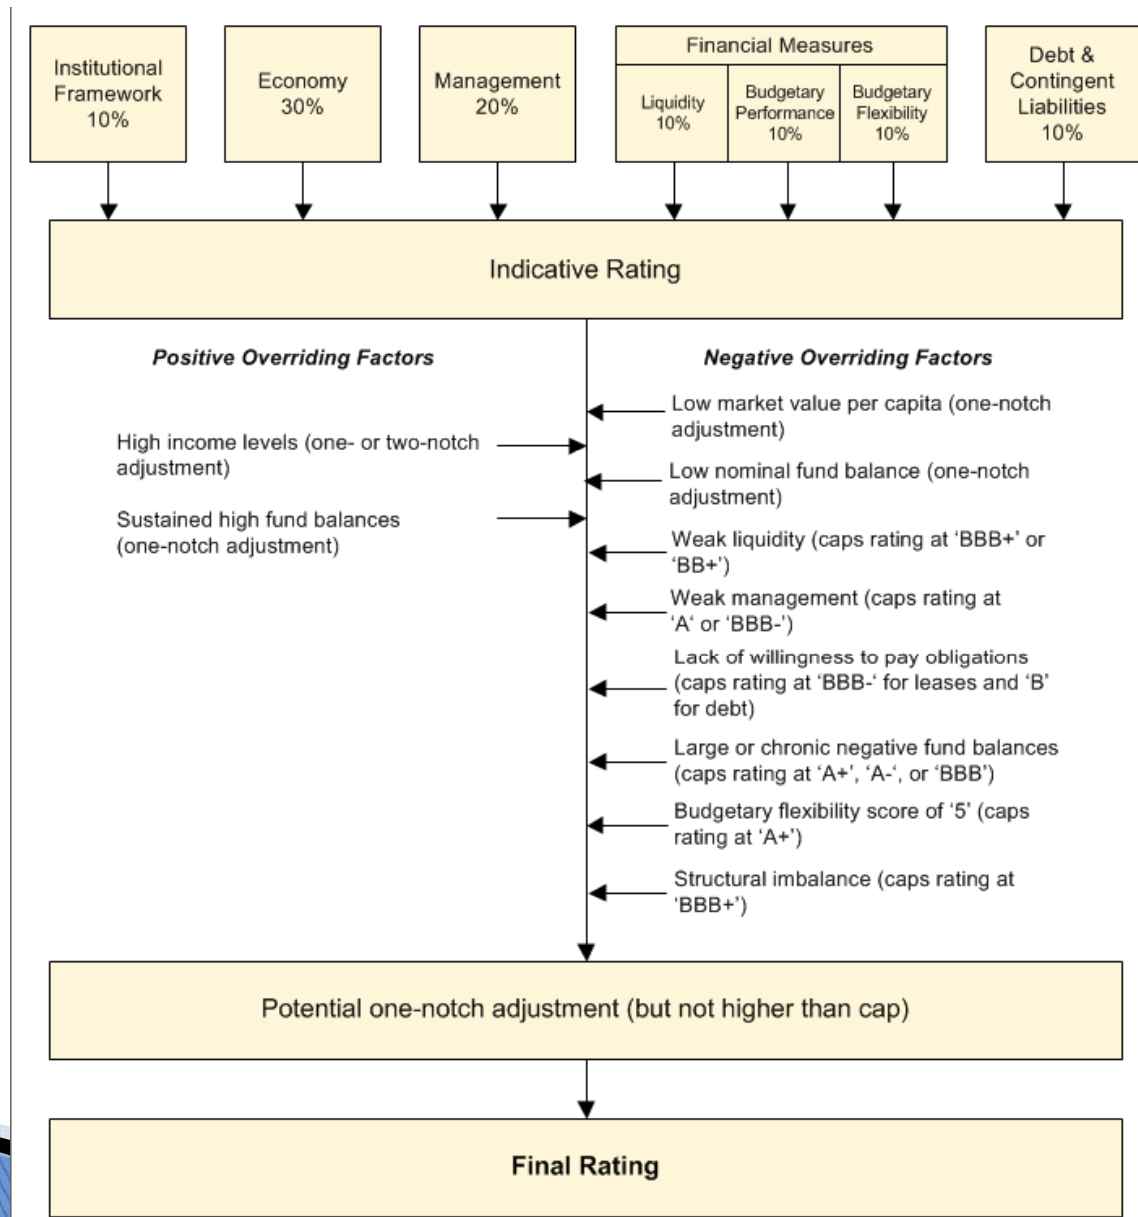 Institutional
Framework
10%
Economy
30%
Management
20%
Financial Measures
Liquidity
10%
Budgetary
Performance
10%
Budgetary
Flexibility
10%
Debt &
Contingent
Liabilities
10%
Indicative Rating
Positive Overriding Factors
High income levels (one- or two-notch
adjustment)
Sustained high fund balances
(one-notch adjustment)
Negative Overriding Factors
Low market value per capita (one-notch
adjustment)
Low nominal fund balance (one-notch
adjustment)
Weak liquidity (caps rating at ‘BBB+’ or
‘BB+’)
Weak management (caps rating at
‘A‘ or ‘BBB-’)
Lack of willingness to pay obligations
(caps rating at ‘BBB-‘ for leases and ‘B’
for debt)
Large or chronic negative fund balances
(caps rating at ‘A+’, ‘A-‘, or ‘BBB’)
Budgetary flexibility score of ‘5’ (caps
rating at ‘A+’)
Structural imbalance (caps rating at
‘BBB+’)
Potential one-notch adjustment (but not higher than cap)
Final Rating